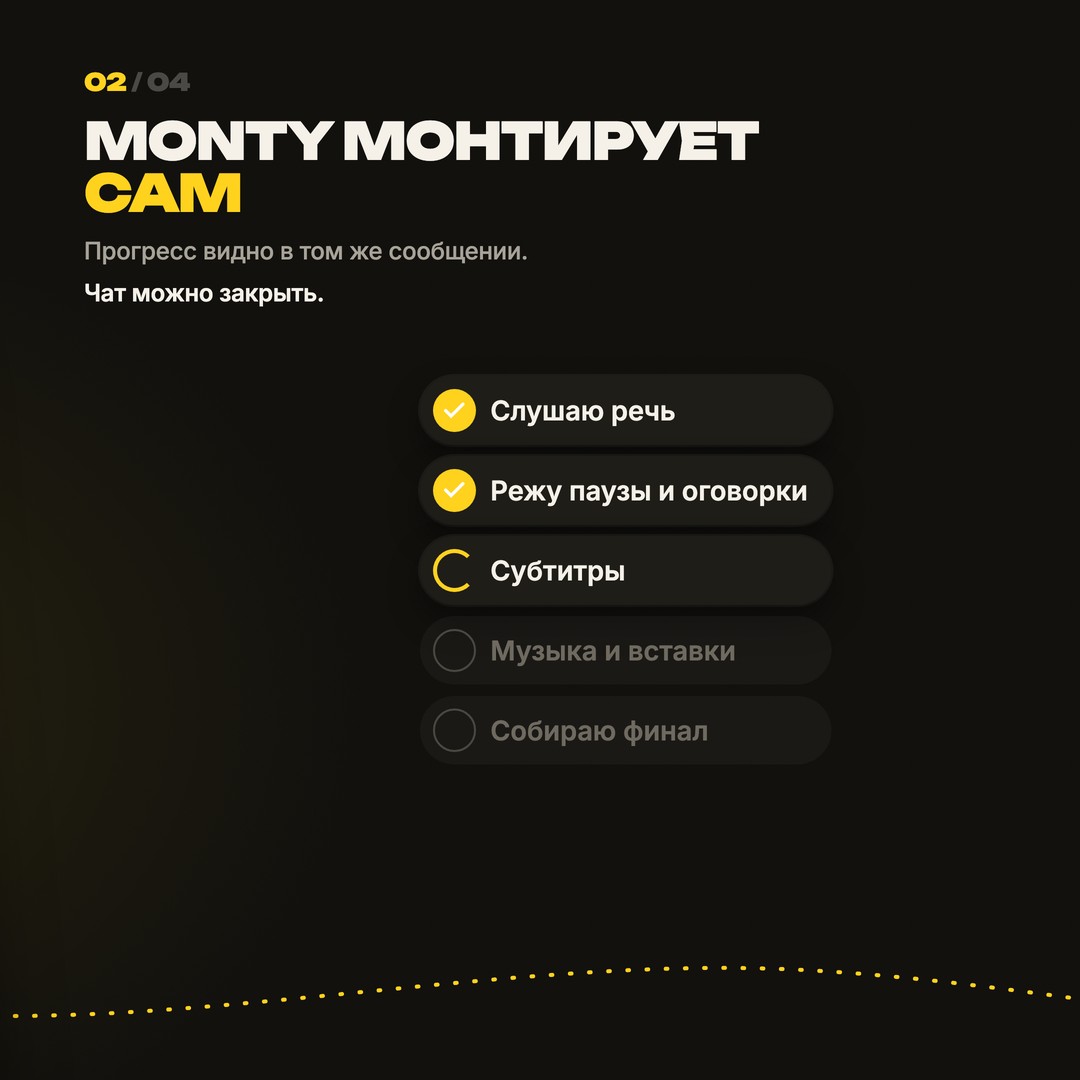 02 / 04
MONTY МОНТИРУЕТ
САМ
Прогресс видно в том же сообщении.
Чат можно закрыть.
Слушаю речь
Режу паузы и оговорки
Субтитры
Музыка и вставки
Собираю финал